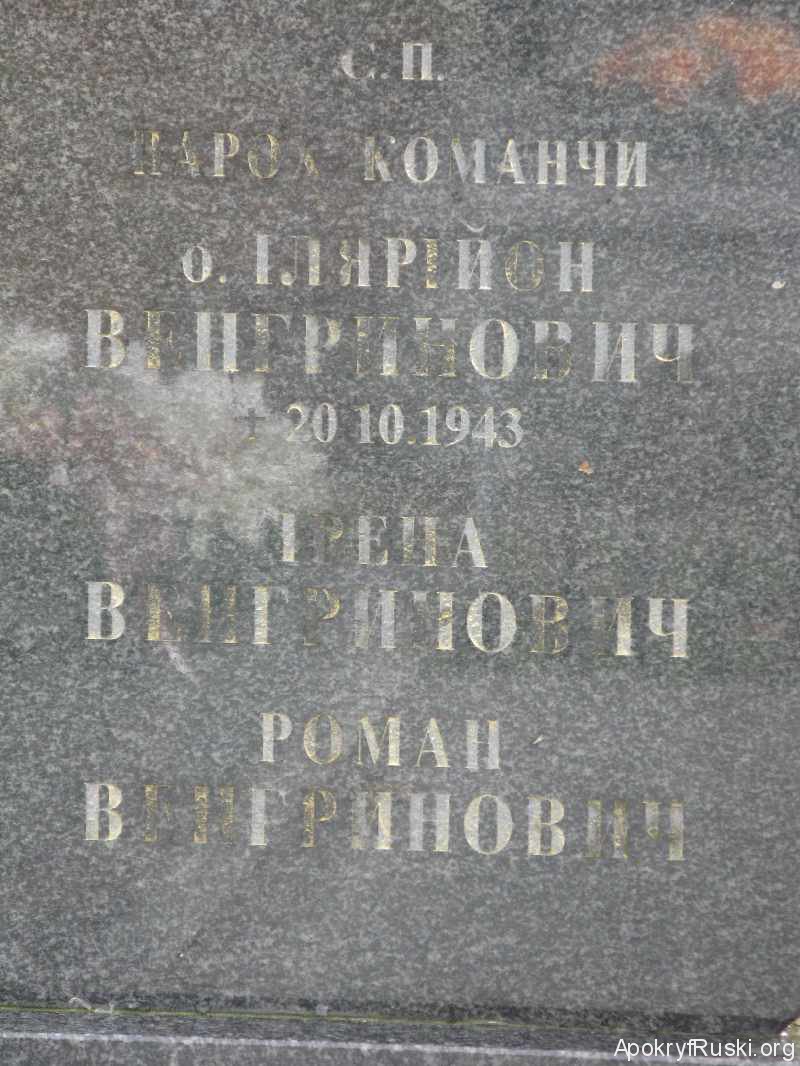 С. П.
ПАРОХ КОМАНЧИ
о. ІЛЯРІЙОН
ВЕНГРИНОВИЧ
† 20.10.1943
ІРЕНА
ВЕНГРИНОВИЧ
РОМАН
ВЕНГРИНОВИЧ
ApokryfRuski.org